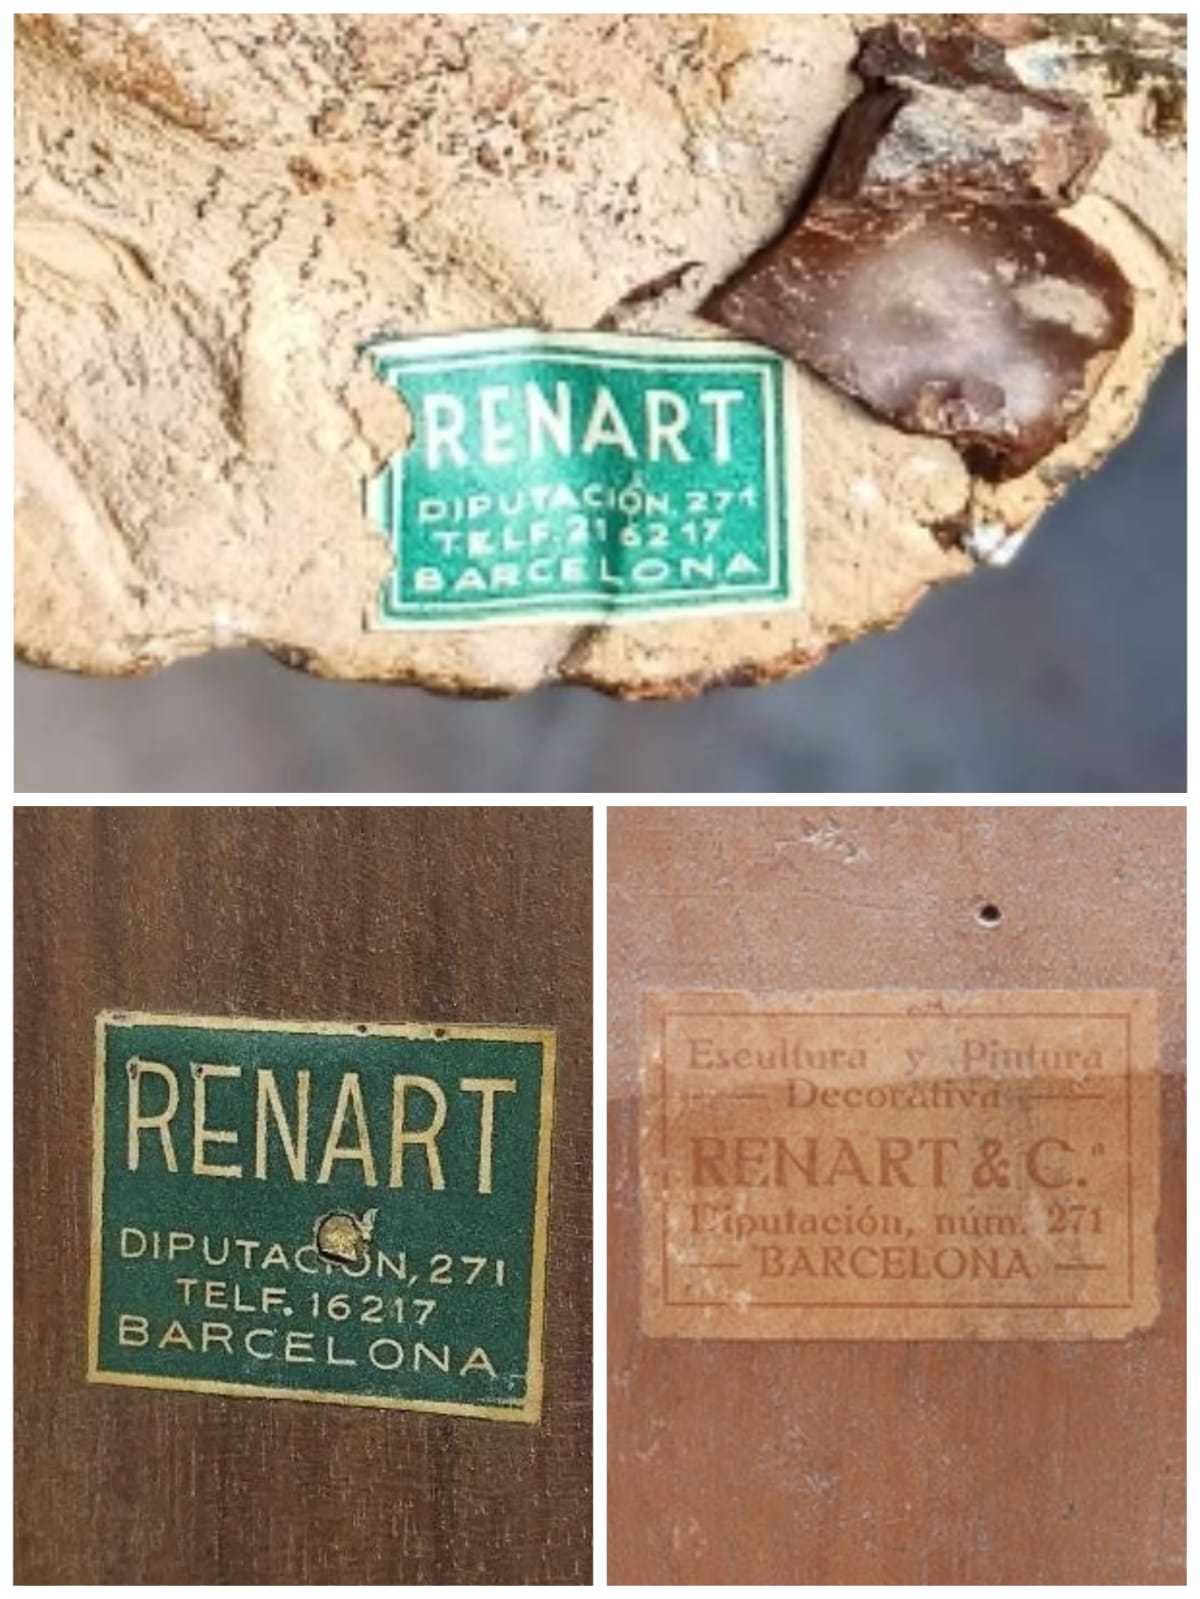 RENART
DIPUTACIÓN, 271
TELF. 21 62 17
BARCELONA
RENART
DIPUTACIÓN, 271
TELF. 16217
BARCELONA
Escultura y Pintura
Decorativa
RENART & C.ª
Diputación, núm. 271
BARCELONA